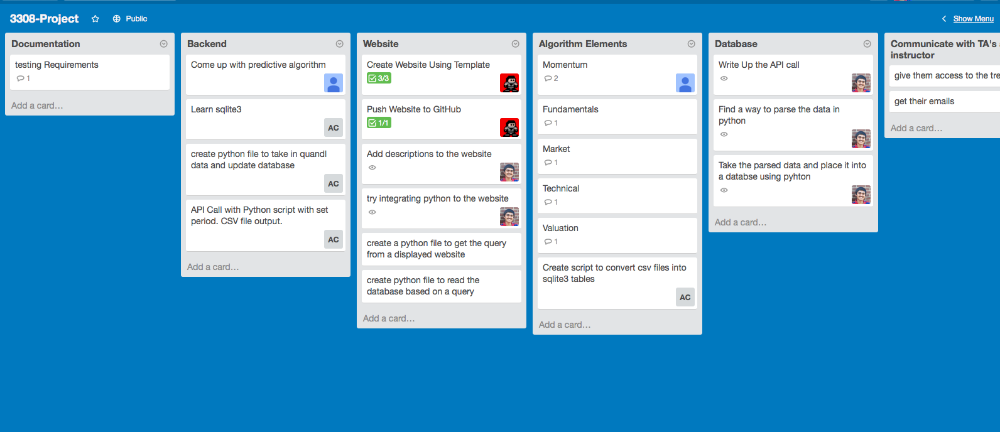 3308-Project
Public
Show Menu
Documentation
testing Requirements
1
Add a card…
Backend
Come up with predictive algorithm
Learn sqlite3
AC
create python file to take in quandl
data and update database
AC
API Call with Python script with set
period. CSV file output.
AC
Add a card…
Website
Create Website Using Template
3/3
Push Website to GitHub
1/1
Add descriptions to the website
try integrating python to the website
create a python file to get the query
from a displayed website
create python file to read the
database based on a query
Add a card…
Algorithm Elements
Momentum
2
Fundamentals
1
Market
1
Technical
1
Valuation
1
Create script to convert csv files into
sqlite3 tables
AC
Add a card…
Database
Write Up the API call
Find a way to parse the data in
python
Take the parsed data and place it into
a databse using pyhton
Add a card…
Communicate with TA's
instructor
give them access to the tre
get their emails
Add a card…